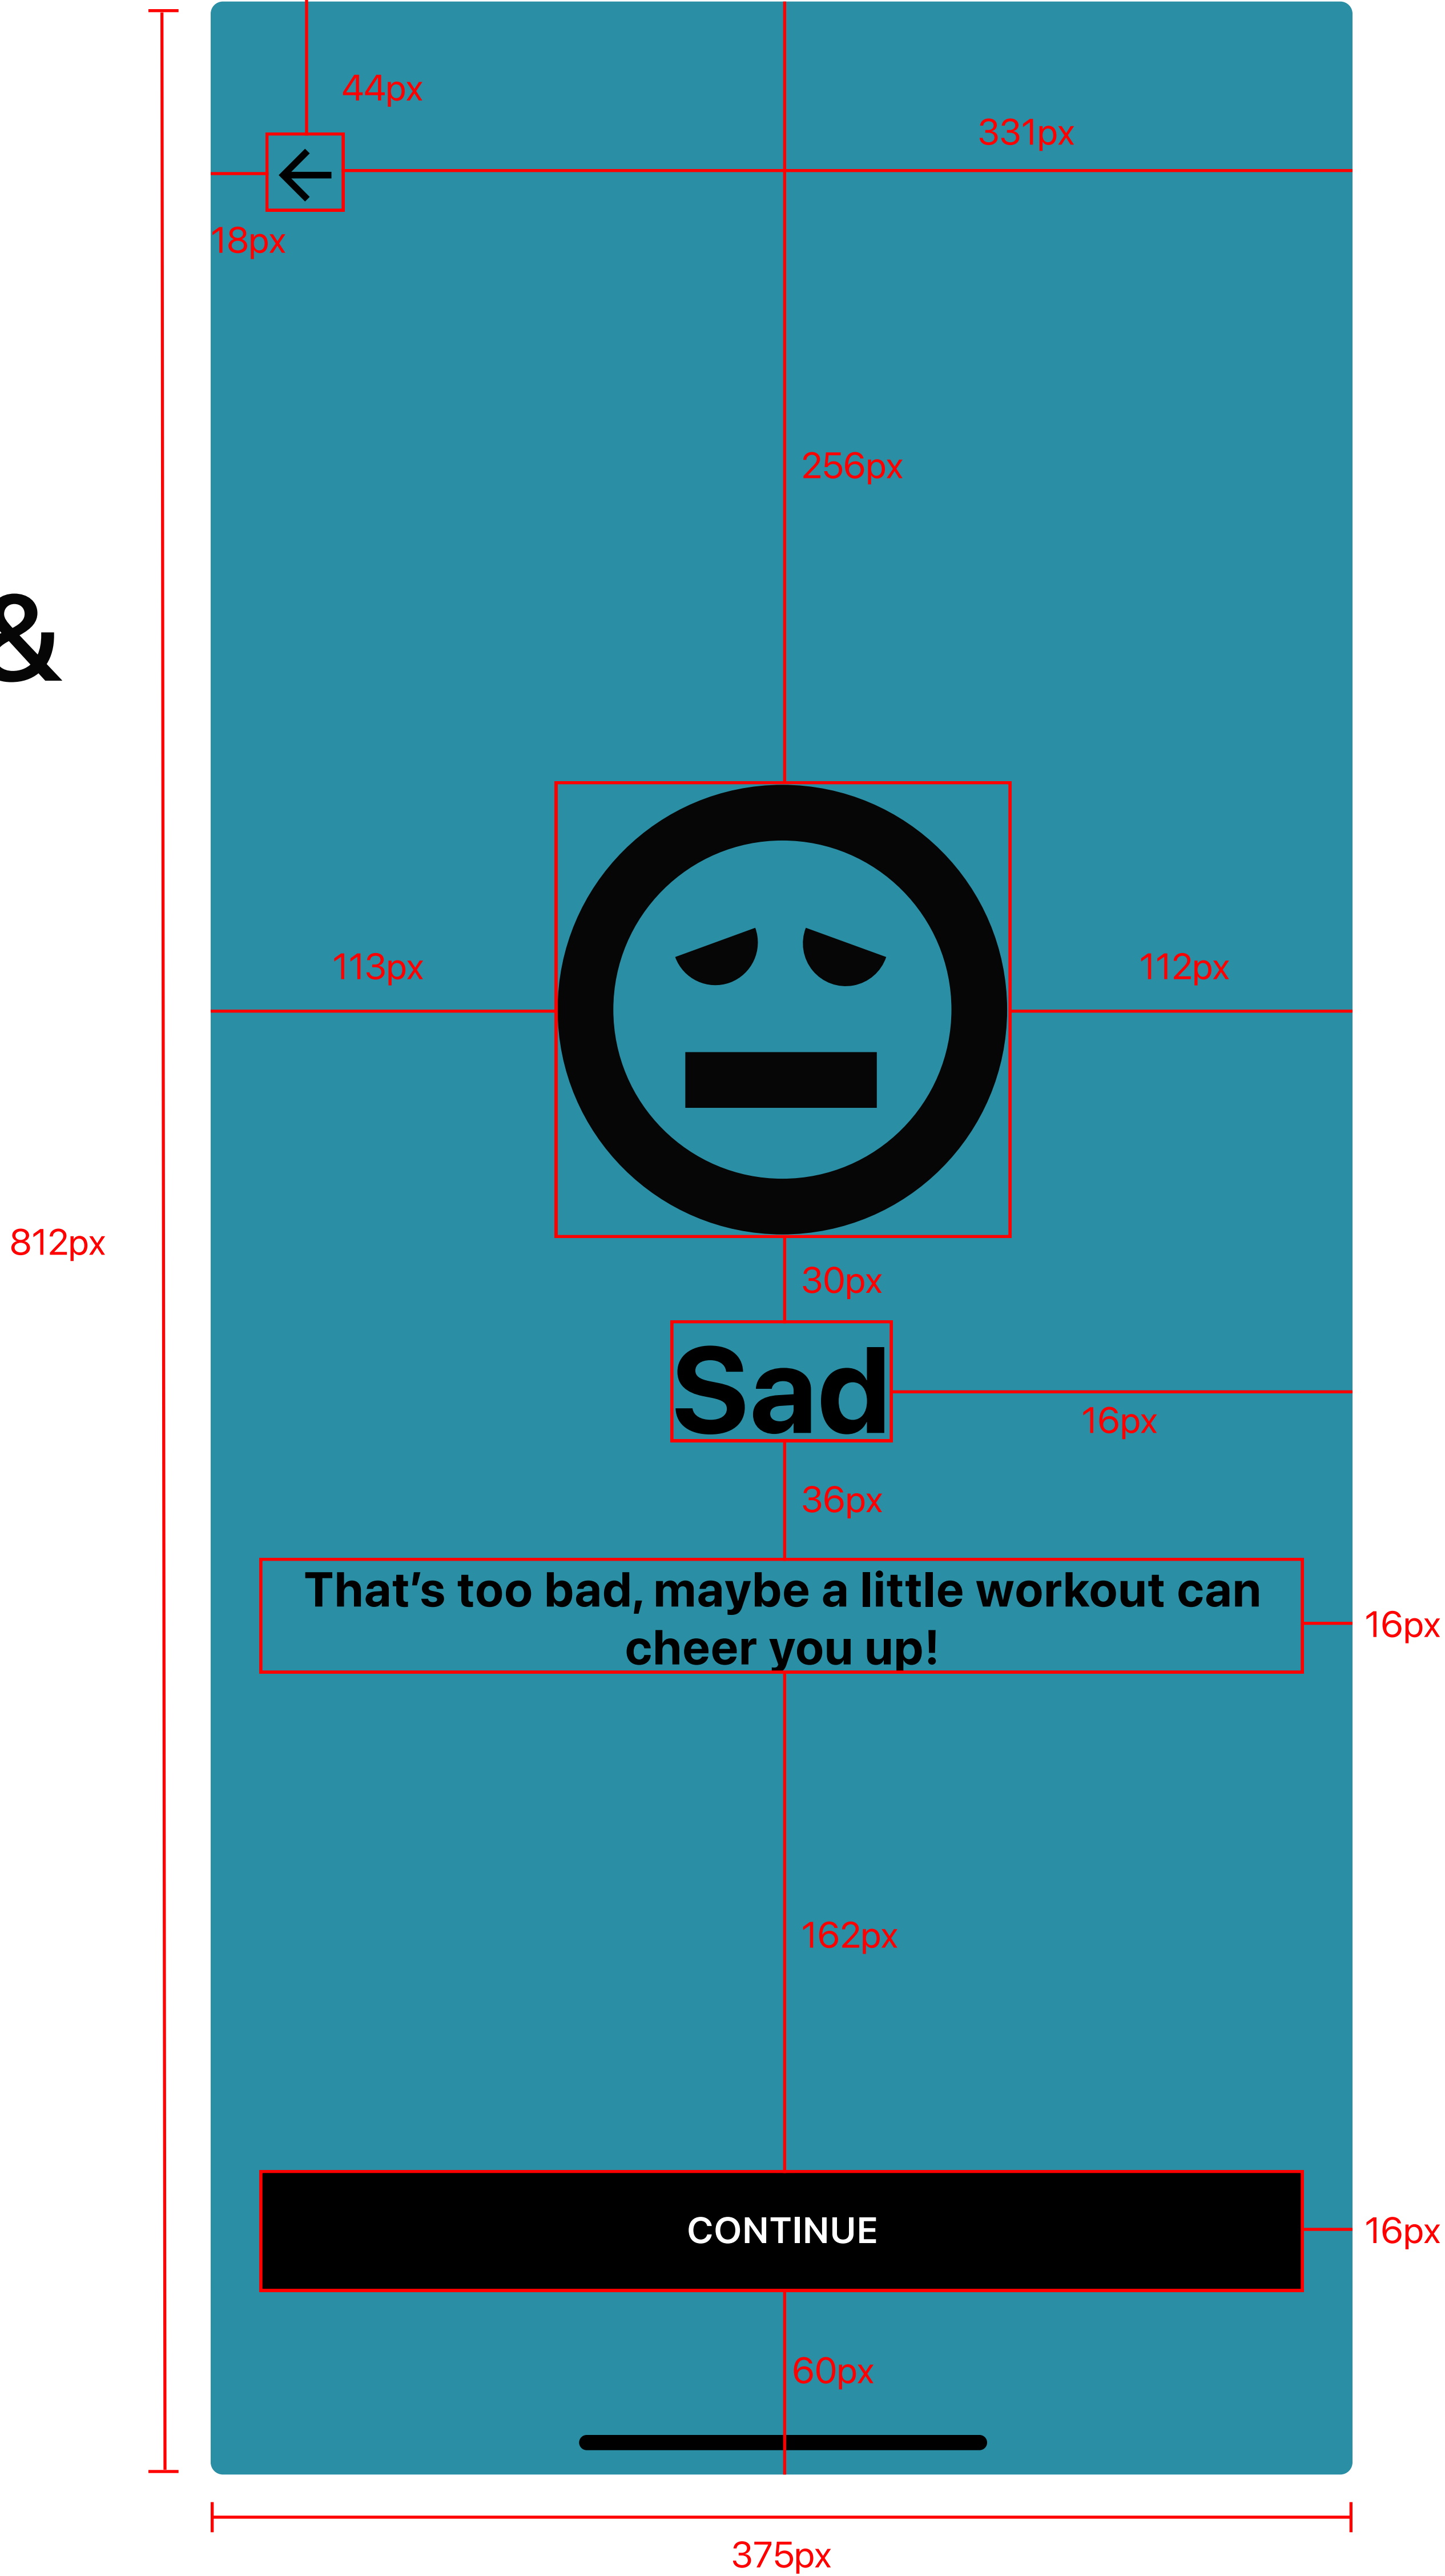 44px
331px
18px
256px
&
113px
112px
812px
30px
Sad
16px
36px
That’s too bad, maybe a little workout can
cheer you up!
16px
162px
CONTINUE
16px
60px
375px